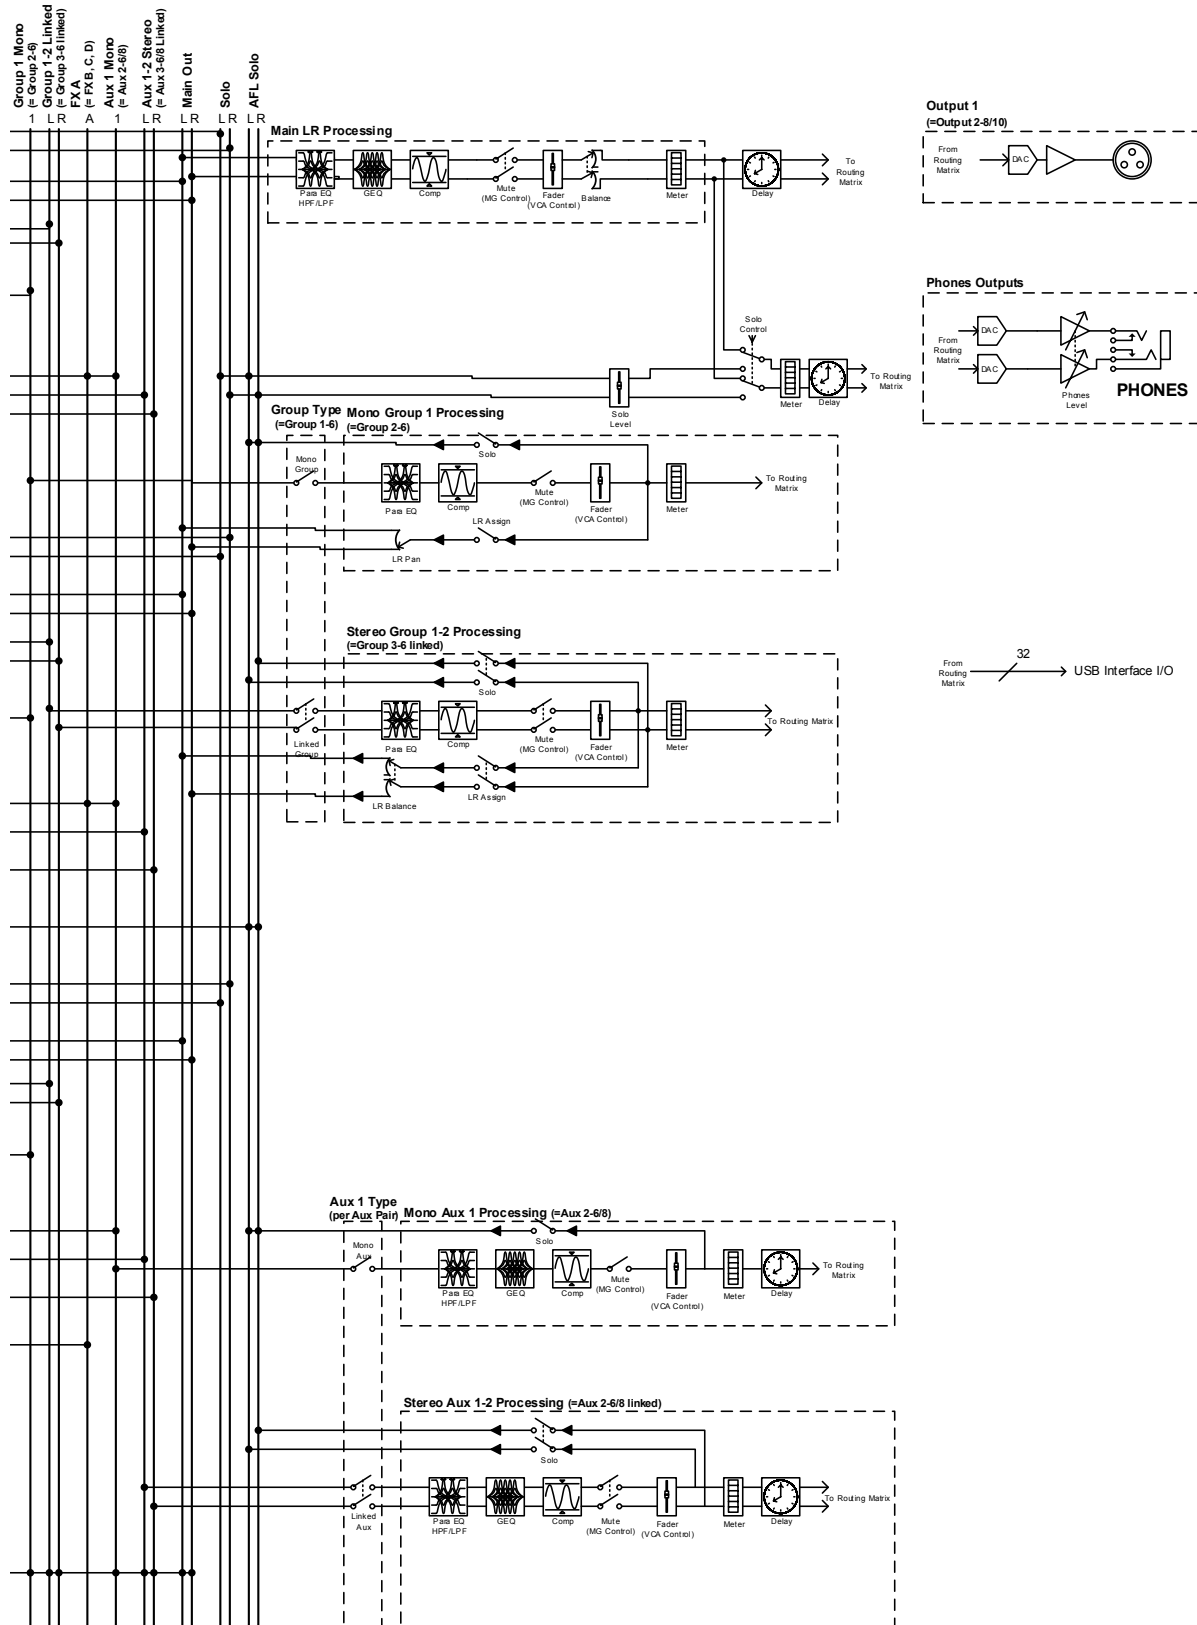 Group 1 Mono
(= Group 2-6)
Group 1-2 Linked
(= Group 3-6 linked)
FX A
(= FX B, C, D)
Aux 1 Mono
(= Aux 2-6/8)
Aux 1-2 Stereo
(= Aux 3-6/8 Linked)
Main Out
Solo
AFL Solo
1 L R A 1 L R L R L R L R
Main LR Processing
Para EQ
HPF/LPF
GEQ
Comp
Mute
(MG Control)
Fader
(VCA Control)
Balance
Meter
Delay
To
Routing
Matrix
Output 1
(=Output 2-8/10)
From
Routing
Matrix
DAC
Phones Outputs
From
Routing
Matrix
DAC
DAC
Phones
Level
PHONES
Solo
Control
Solo
Level
Meter
Delay
To Routing
Matrix
Group Type
(=Group 1-6)
Mono
Group
Mono Group 1 Processing
(=Group 2-6)
Solo
Para EQ
Comp
Mute
(MG Control)
Fader
(VCA Control)
Meter
To Routing
Matrix
LR Assign
LR Pan
Stereo Group 1-2 Processing
(=Group 3-6 linked)
Solo
Linked
Group
Para EQ
Comp
Mute
(MG Control)
Fader
(VCA Control)
Meter
To Routing Matrix
LR Balance
LR Assign
From
Routing
Matrix
32
USB Interface I/O
Aux 1 Type
(per Aux Pair)
Mono
Aux
Mono Aux 1 Processing (=Aux 2-6/8)
Solo
Para EQ
HPF/LPF
GEQ
Comp
Mute
(MG Control)
Fader
(VCA Control)
Meter
Delay
To Routing
Matrix
Stereo Aux 1-2 Processing (=Aux 2-6/8 linked)
Solo
Linked
Aux
Para EQ
HPF/LPF
GEQ
Comp
Mute
(MG Control)
Fader
(VCA Control)
Meter
Delay
To Routing Matrix